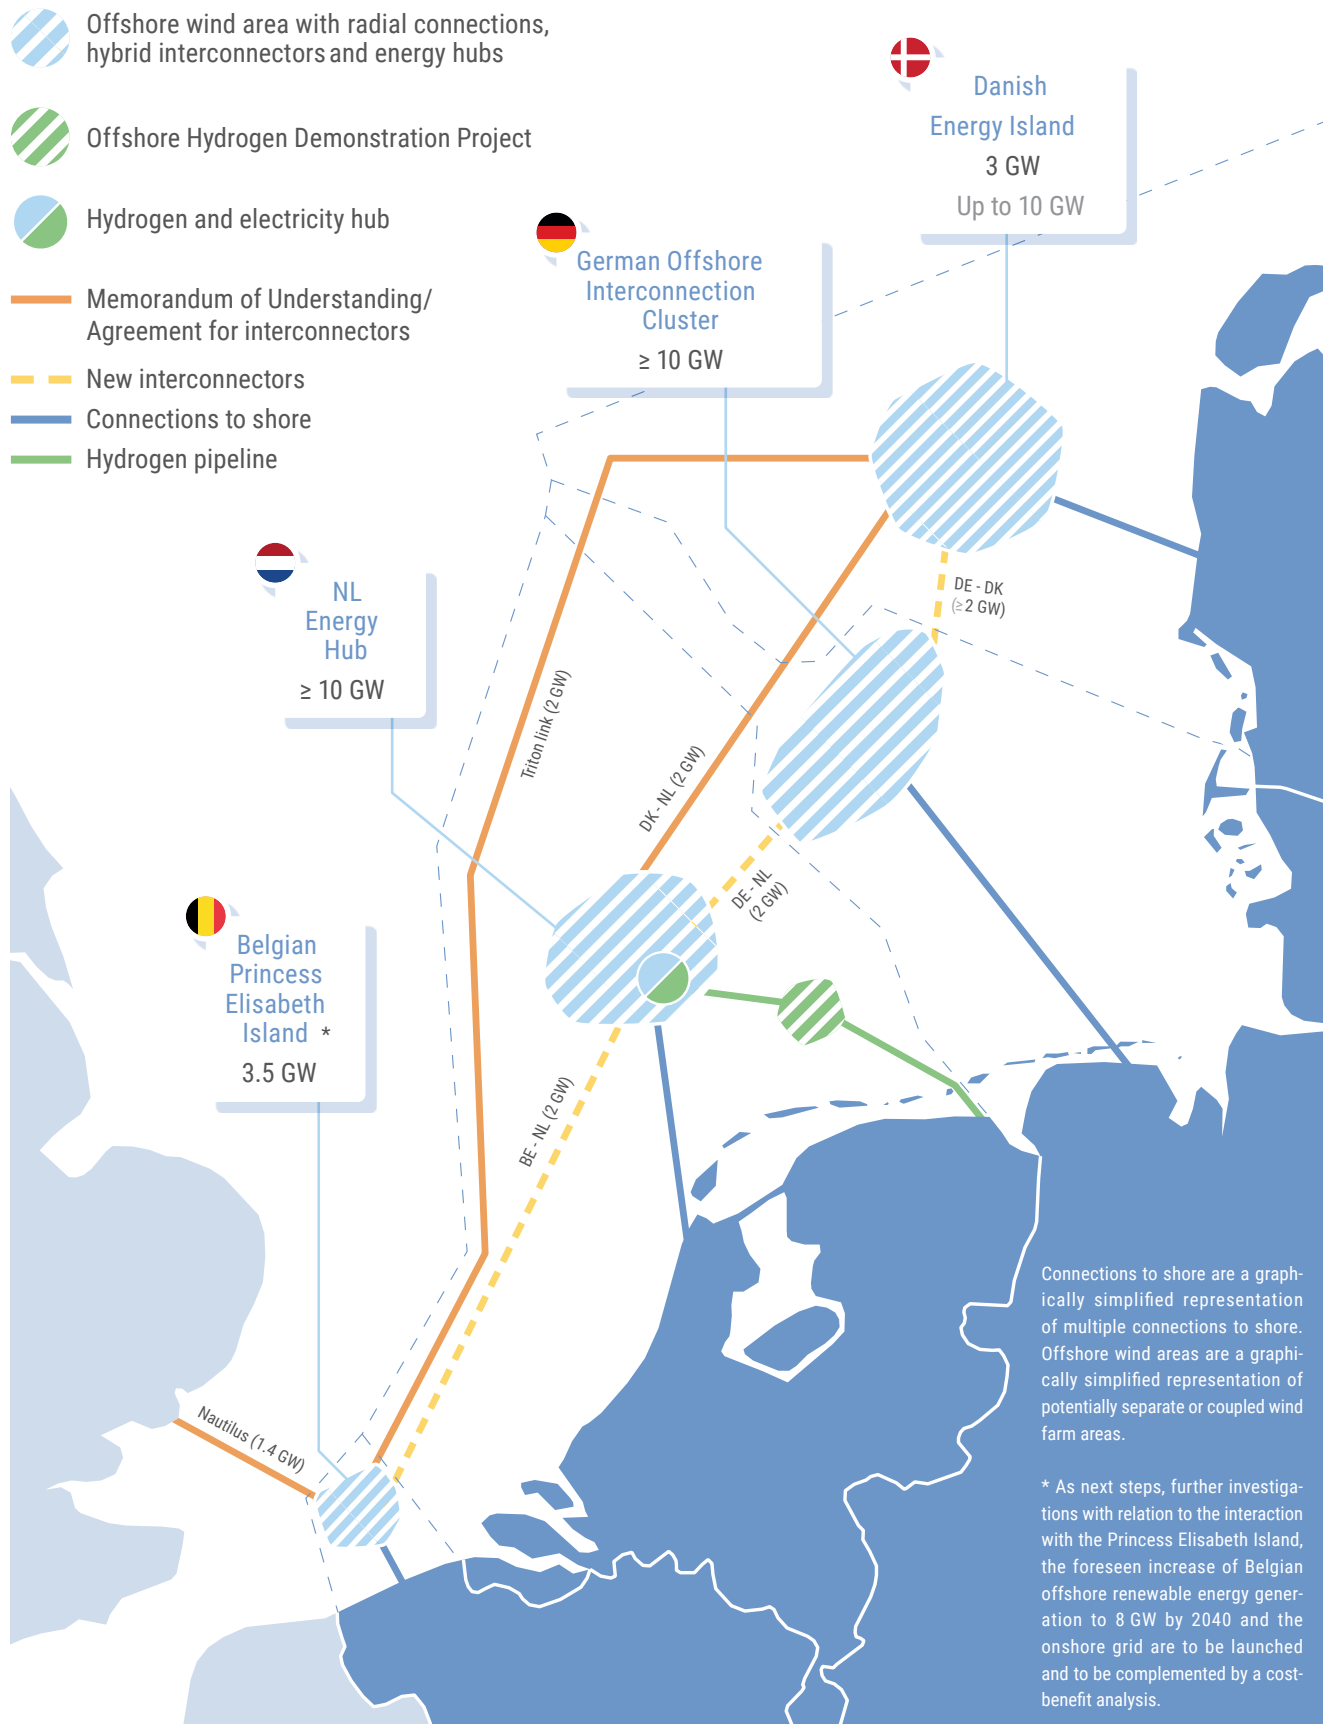 Offshore wind area with radial connections,
hybrid interconnectors and energy hubs
Offshore Hydrogen Demonstration Project
Hydrogen and electricity hub
Memorandum of Understanding/
Agreement for interconnectors
New interconnectors
Connections to shore
Hydrogen pipeline
Danish
Energy Island
3 GW
Up to 10 GW
German Offshore
Interconnection
Cluster
≥ 10 GW
NL
Energy
Hub
≥ 10 GW
Belgian
Princess
Elisabeth
Island *
3.5 GW
DE - DK
(≥ 2 GW)
Triton link (2 GW)
DK - NL (2 GW)
DE - NL
(2 GW)
BE - NL (2 GW)
Nautilus (1.4 GW)
Connections to shore are a graph-
ically simplified representation
of multiple connections to shore.
Offshore wind areas are a graphi-
cally simplified representation of
potentially separate or coupled wind
farm areas.
* As next steps, further investiga-
tions with relation to the interaction
with the Princess Elisabeth Island,
the foreseen increase of Belgian
offshore renewable energy gener-
ation to 8 GW by 2040 and the
onshore grid are to be launched
and to be complemented by a cost-
benefit analysis.